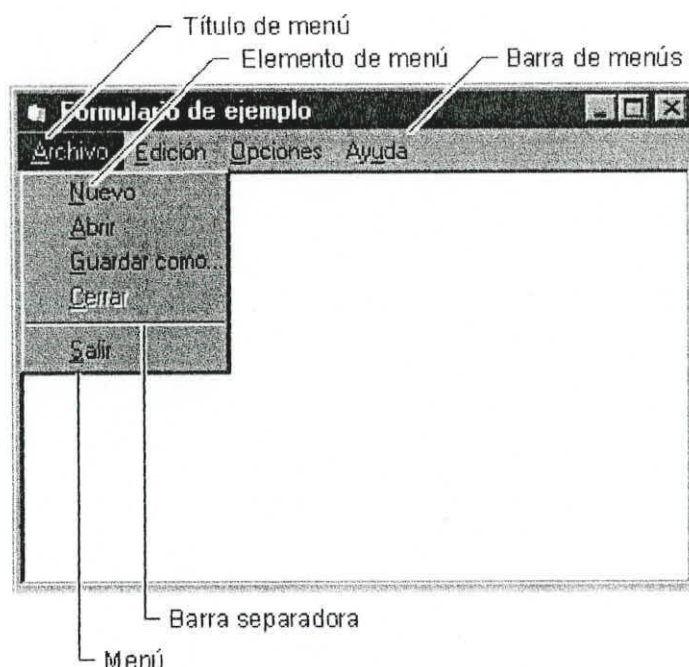 Título de menú
Elemento de menú
Barra de menús
Formulario de ejemplo
Archivo Edición Opciones Ayuda
Nuevo
Abrir
Guardar como...
Cerrar
Salir
Barra separadora
Menú